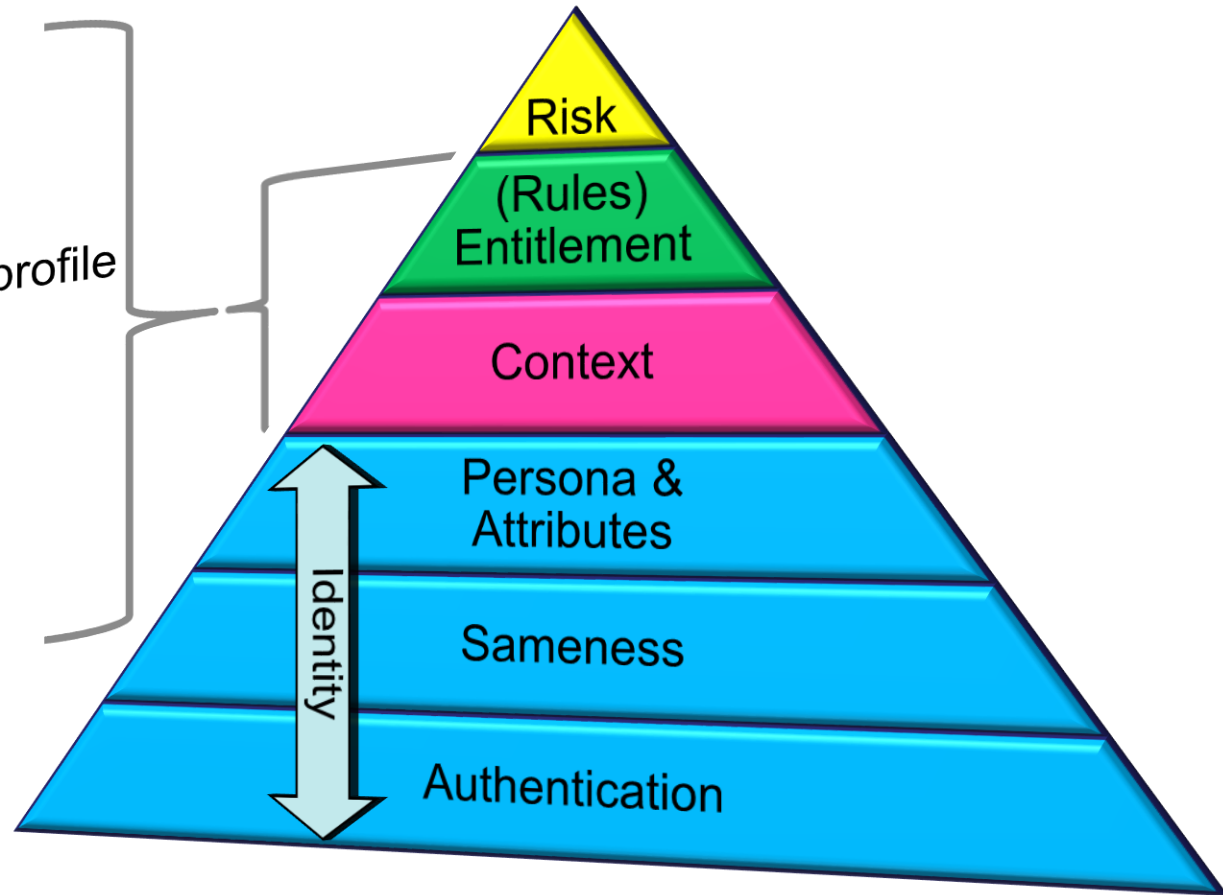 Risk
(Rules)
Entitlement
profile
Context
Persona &
Attributes
Identity
Sameness
Authentication